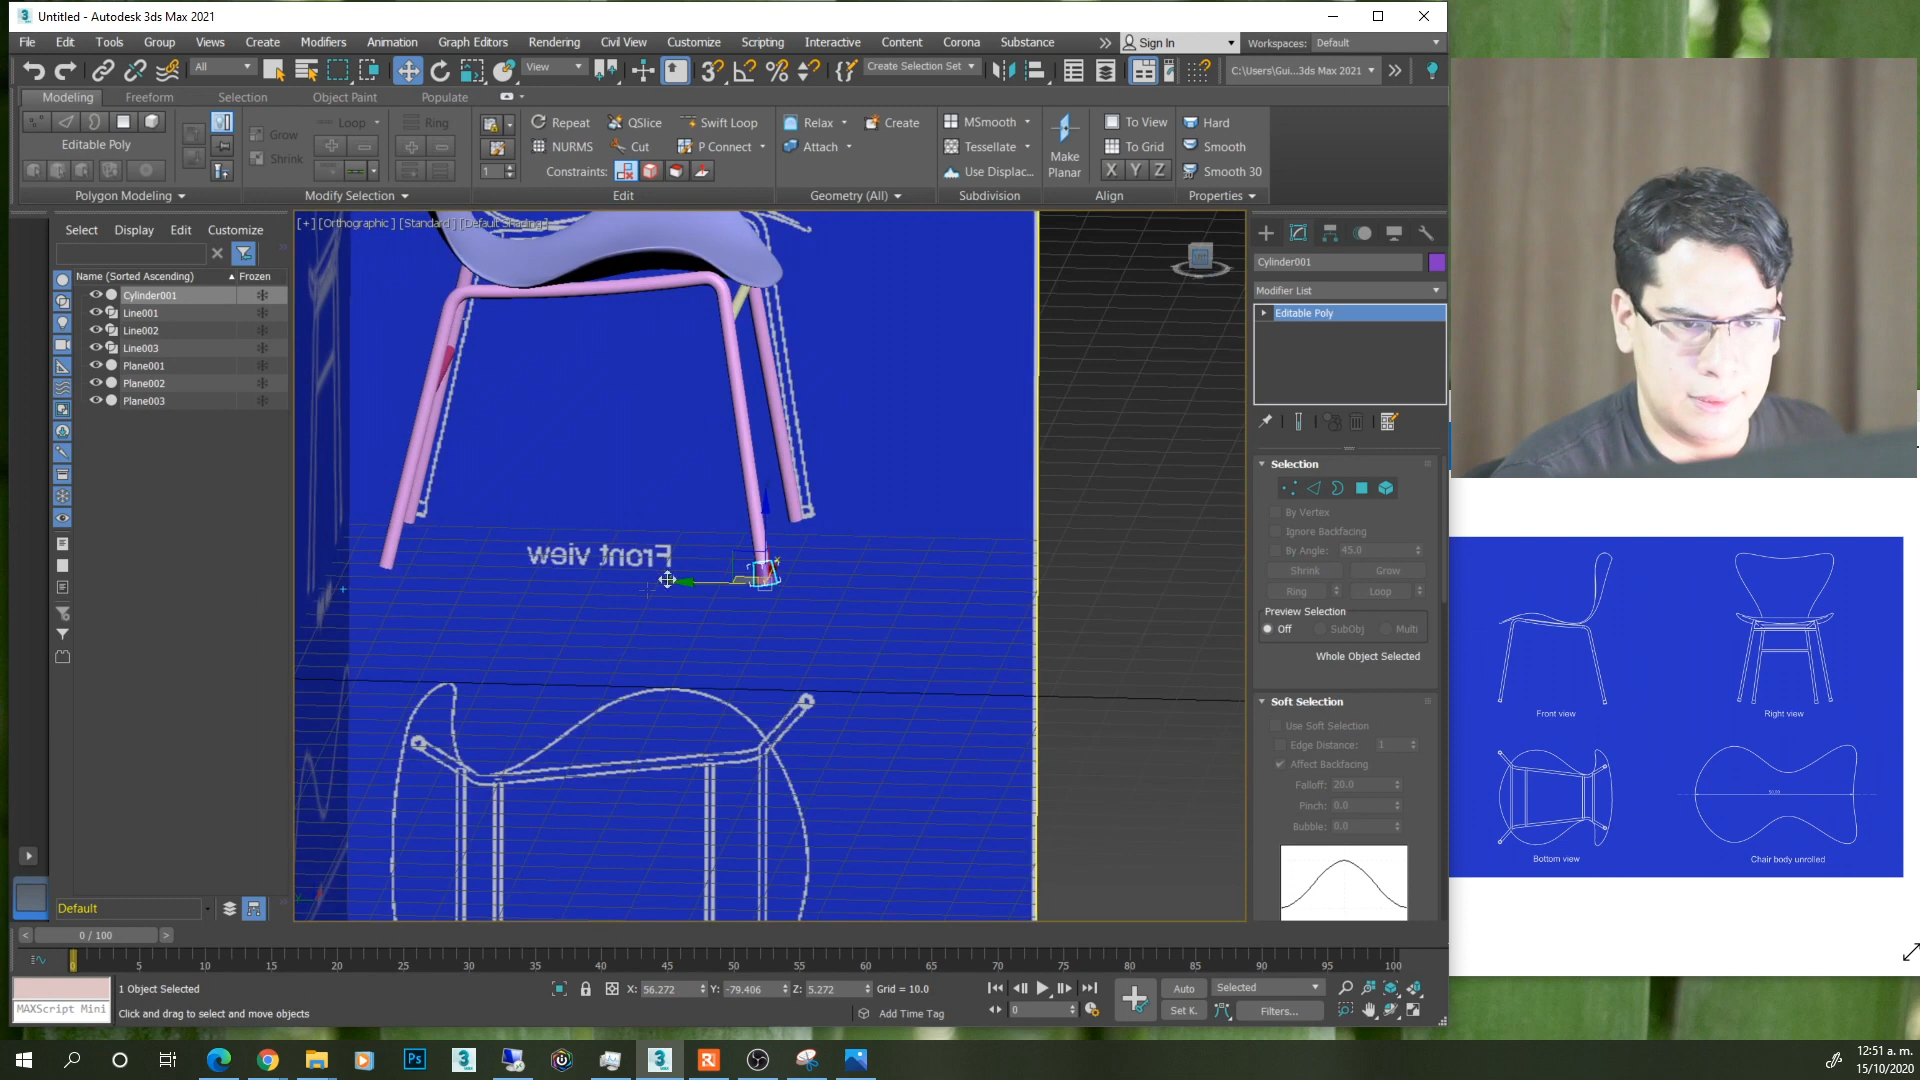 Untitled - Autodesk 3ds Max 2021
File Edit Tools Group Views Create Modifiers Animation Graph Editors Rendering Civil View Customize Scripting Interactive Content Corona Substance Sign In Workspaces: Default
All View Create Selection Set C:\Users\Gui...3ds Max 2021
Modeling Freeform Selection Object Paint Populate
Loop Ring Repeat QSlice Swift Loop Relax Create MSmooth To View Hard
Grow
Editable Poly NURMS Cut P Connect Attach Tessellate Make Planar To Grid Smooth
Shrink
1 Constraints: Use Displac... X Y Z Smooth 30
Polygon Modeling Modify Selection Edit Geometry (All) Subdivision Align Properties
Select Display Edit Customize
[+] [Orthographic ] [Standard ] [Default Shading]
Name (Sorted Ascending) Frozen
Cylinder001
Line001
Line002
Line003
Plane001
Plane002
Plane003
Front view
Cylinder001
Modifier List
Editable Poly
Selection
By Vertex
Ignore Backfacing
By Angle: 45.0
Shrink Grow
Ring Loop
Preview Selection
Off SubObj Multi
Whole Object Selected
Soft Selection
Use Soft Selection
Edge Distance: 1
Affect Backfacing
Falloff: 20.0
Pinch: 0.0
Bubble: 0.0
Front view Right view
Bottom view Chair body unrolled
Default
< 0 / 100 >
0 5 10 15 20 25 30 35 40 45 50 55 60 65 70 75 80 85 90 95 100
1 Object Selected X: 56.272 Y: -79.406 Z: 5.272 Grid = 10.0 Auto Selected
MAXScript Mini Click and drag to select and move objects Add Time Tag 0 Set K. Filters...
12:51 a. m.
15/10/2020